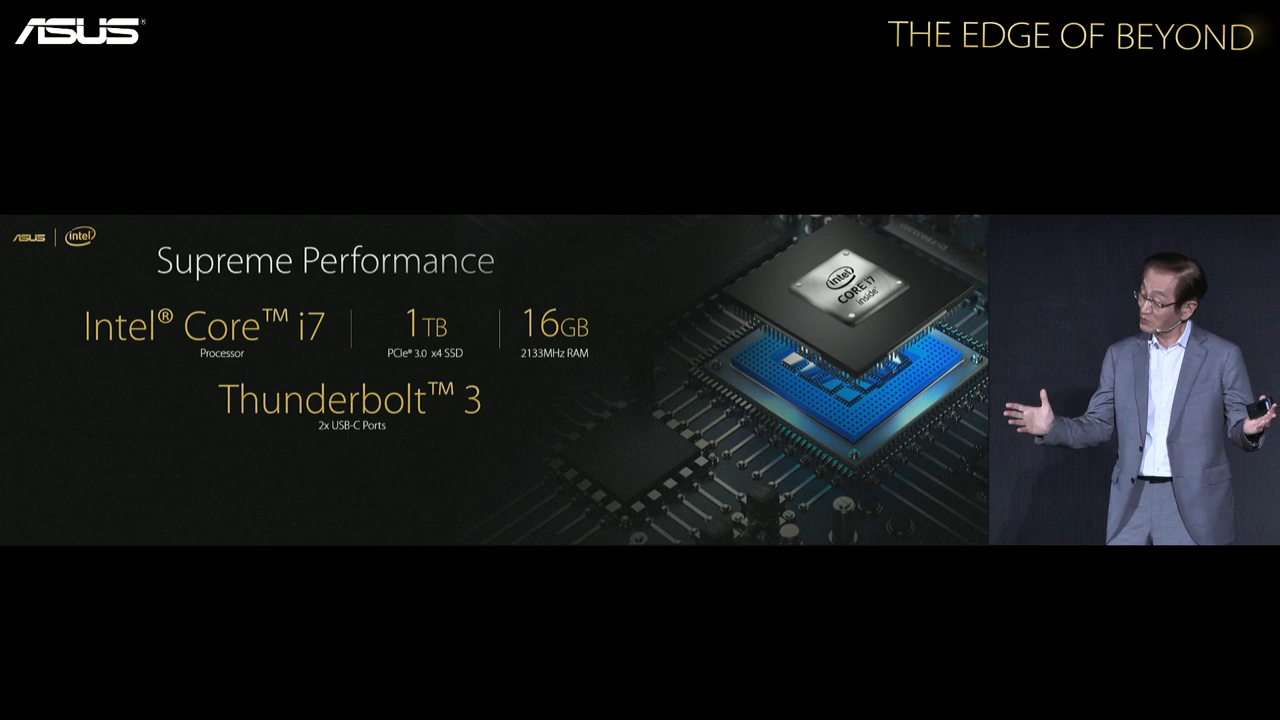 ASUS
THE EDGE OF BEYOND
ASUS | intel
Supreme Performance
Intel® Core™ i7
Processor
1TB
PCIe® 3.0 x4 SSD
16GB
2133MHz RAM
Thunderbolt™ 3
2x USB-C Ports
intel
CORE i7
inside